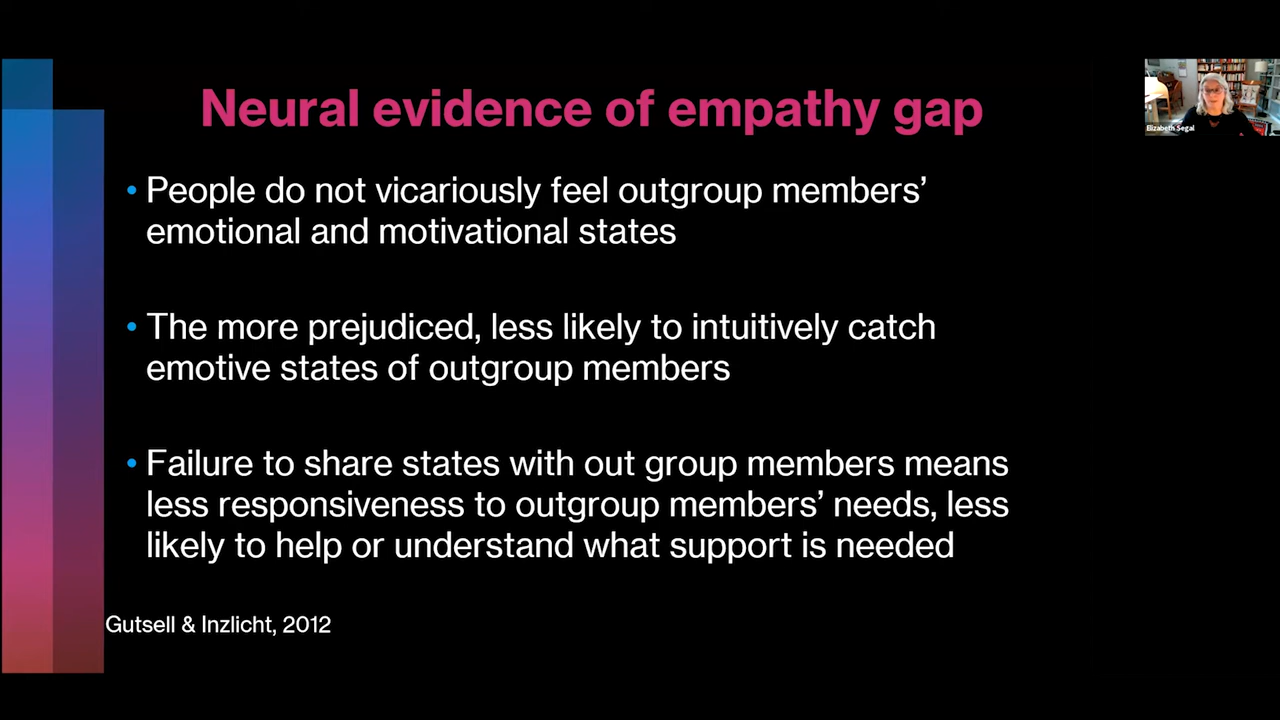 Neural evidence of empathy gap
• People do not vicariously feel outgroup members’
emotional and motivational states
• The more prejudiced, less likely to intuitively catch
emotive states of outgroup members
• Failure to share states with out group members means
less responsiveness to outgroup members’ needs, less
likely to help or understand what support is needed
Gutsell & Inzlicht, 2012
Elizabeth Segal